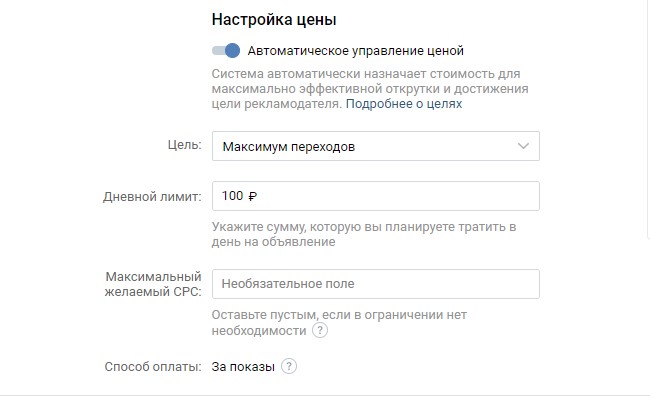 Настройка цены
Автоматическое управление ценой
Система автоматически назначает стоимость для
максимально эффективной открутки и достижения
цели рекламодателя. Подробнее о целях
Цель: Максимум переходов
Дневной лимит: 100 ₽
Укажите сумму, которую вы планируете тратить в
день на объявление
Максимальный
желаемый CPC: Необязательное поле
Оставьте пустым, если в ограничении нет
необходимости ?
Способ оплаты: За показы ?